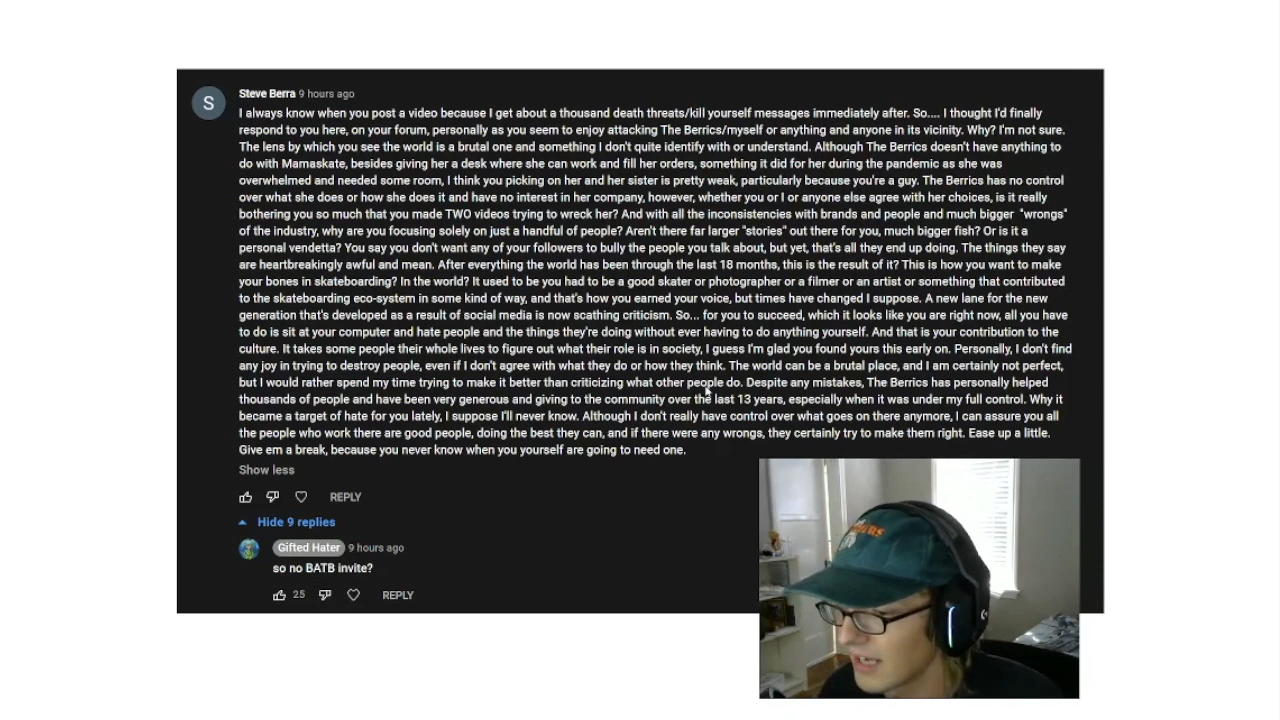 S
Steve Berra 9 hours ago
I always know when you post a video because I get about a thousand death threats/kill yourself messages immediately after. So.... I thought I'd finally
respond to you here, on your forum, personally as you seem to enjoy attacking The Berrics/myself or anything and anyone in its vicinity. Why? I'm not sure.
The lens by which you see the world is a brutal one and something I don't quite identify with or understand. Although The Berrics doesn't have anything to
do with Mamaskate, besides giving her a desk where she can work and fill her orders, something it did for her during the pandemic as she was
overwhelmed and needed some room, I think you picking on her and her sister is pretty weak, particularly because you're a guy. The Berrics has no control
over what she does or how she does it and have no interest in her company, however, whether you or I or anyone else agree with her choices, is it really
bothering you so much that you made TWO videos trying to wreck her? And with all the inconsistencies with brands and people and much bigger "wrongs"
of the industry, why are you focusing solely on just a handful of people? Aren't there far larger "stories" out there for you, much bigger fish? Or is it a
personal vendetta? You say you don't want any of your followers to bully the people you talk about, but yet, that's all they end up doing. The things they say
are heartbreakingly awful and mean. After everything the world has been through the last 18 months, this is the result of it? This is how you want to make
your bones in skateboarding? In the world? It used to be you had to be a good skater or photographer or a filmer or an artist or something that contributed
to the skateboarding eco-system in some kind of way, and that's how you earned your voice, but times have changed I suppose. A new lane for the new
generation that's developed as a result of social media is now scathing criticism. So... for you to succeed, which it looks like you are right now, all you have
to do is sit at your computer and hate people and the things they're doing without ever having to do anything yourself. And that is your contribution to the
culture. It takes some people their whole lives to figure out what their role is in society, I guess I'm glad you found yours this early on. Personally, I don't find
any joy in trying to destroy people, even if I don't agree with what they do or how they think. The world can be a brutal place, and I am certainly not perfect,
but I would rather spend my time trying to make it better than criticizing what other people do. Despite any mistakes, The Berrics has personally helped
thousands of people and have been very generous and giving to the community over the last 13 years, especially when it was under my full control. Why it
became a target of hate for you lately, I suppose I'll never know. Although I don't really have control over what goes on there anymore, I can assure you all
the people who work there are good people, doing the best they can, and if there were any wrongs, they certainly try to make them right. Ease up a little.
Give em a break, because you never know when you yourself are going to need one.
Show less
REPLY
Hide 9 replies
Gifted Hater 9 hours ago
so no BATB invite?
25 REPLY